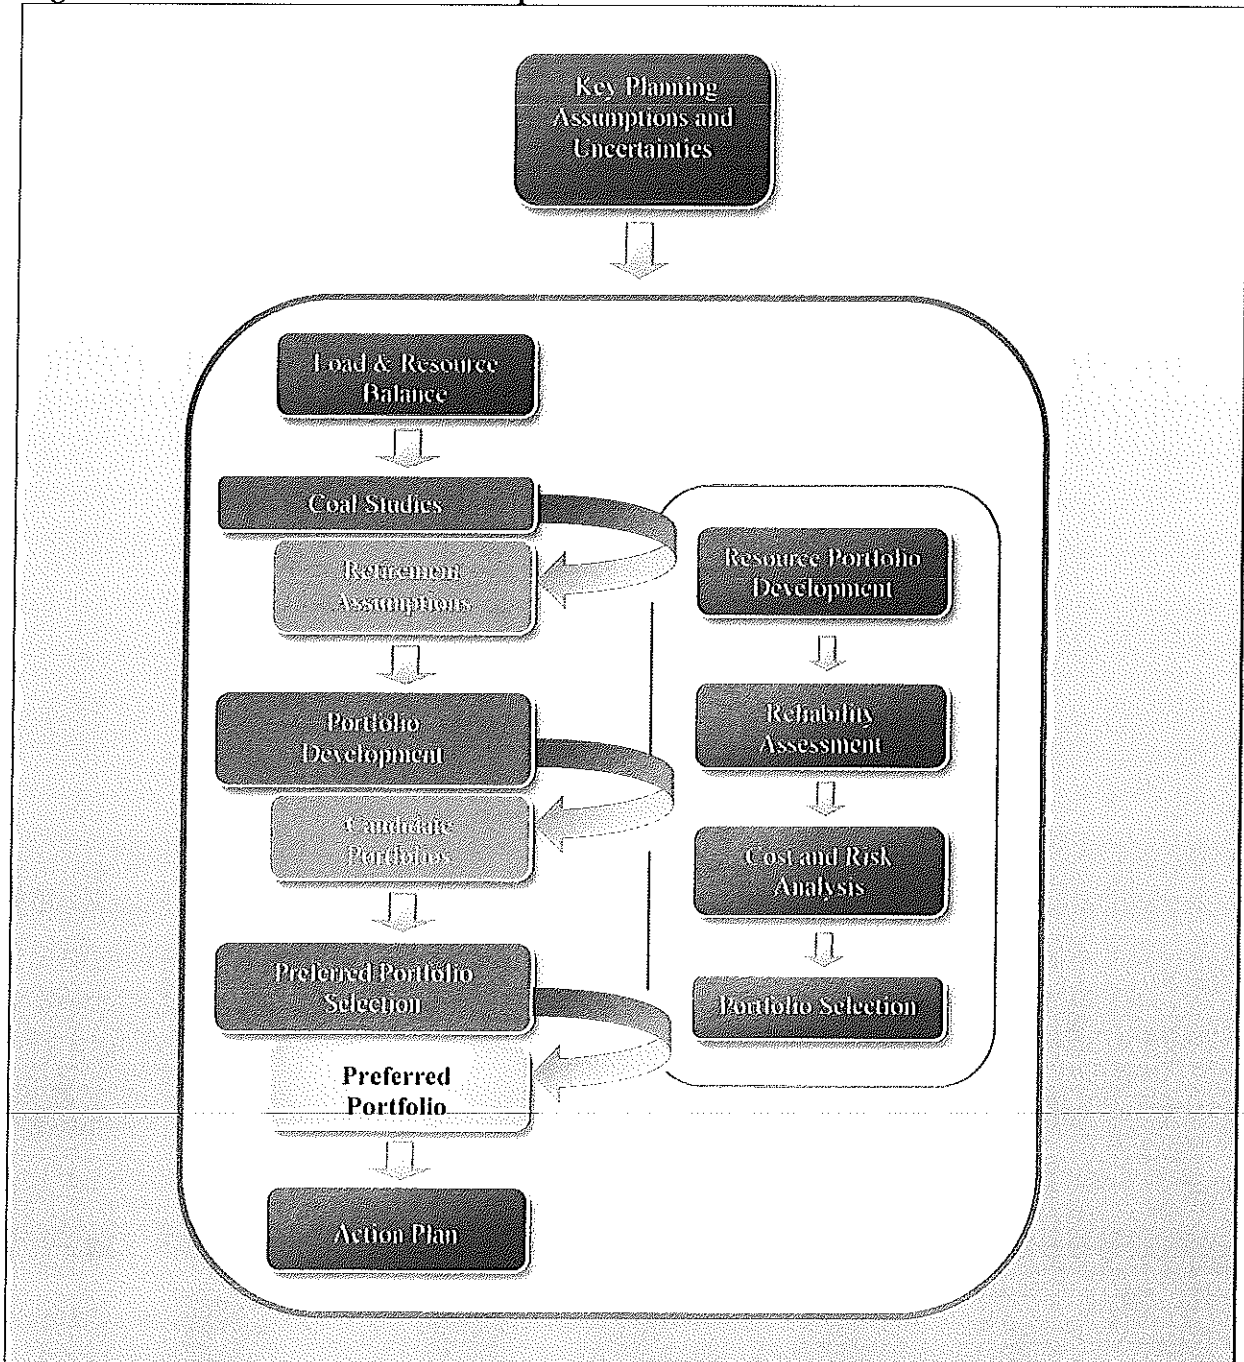 Key Planning
Assumptions and
Uncertainties
Load & Resource
Balance
Coal Studies
Retirement
Assumptions
Portfolio
Development
Candidate
Portfolios
Preferred Portfolio
Selection
Preferred
Portfolio
Action Plan
Resource Portfolio
Development
Reliability
Assessment
Cost and Risk
Analysis
Portfolio Selection